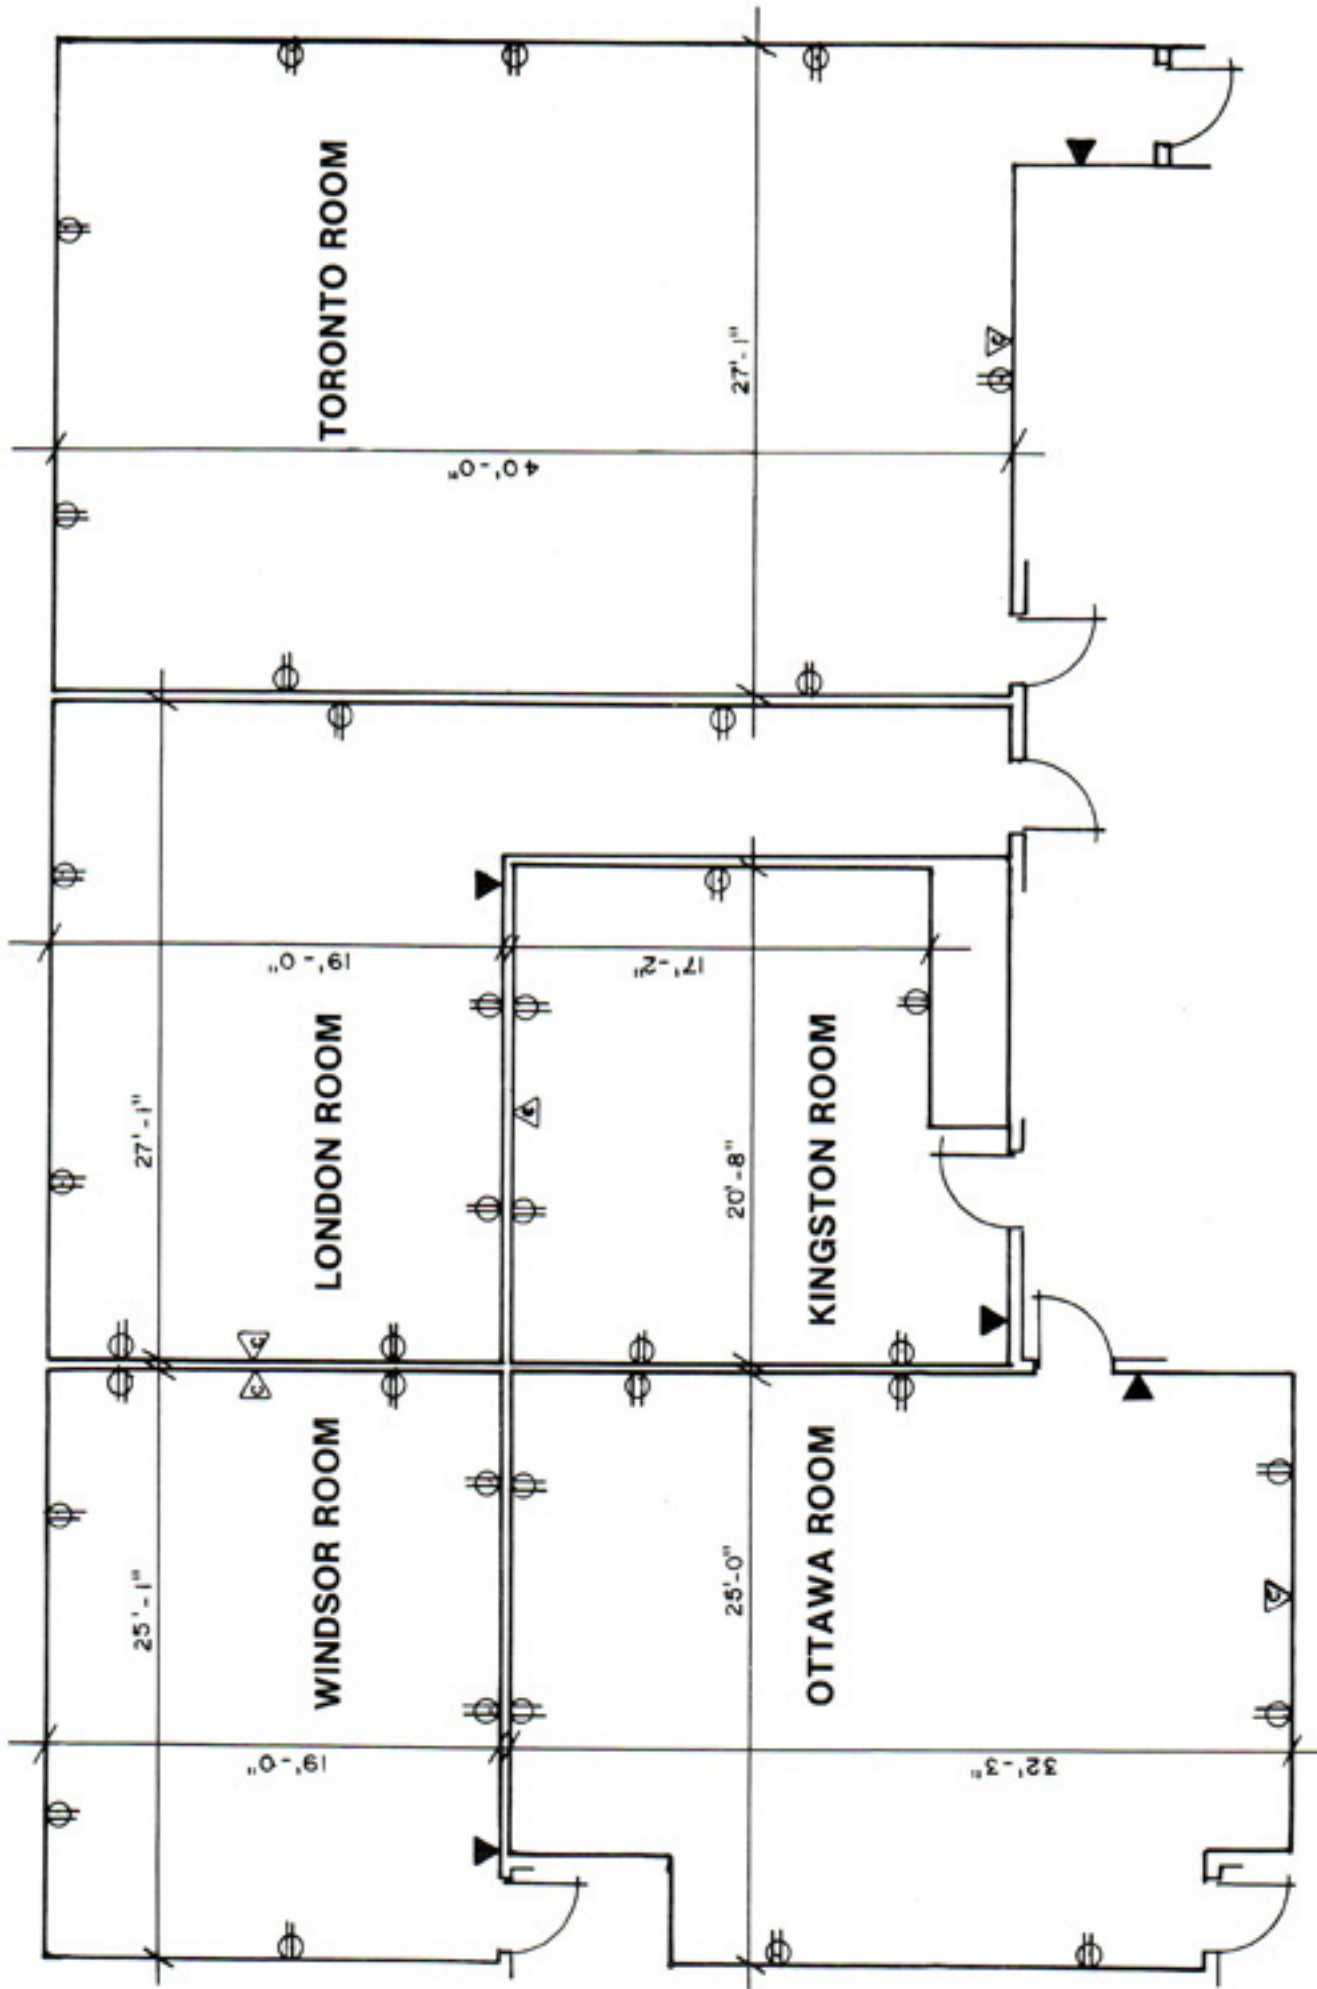 TORONTO ROOM
27'-1"
40'-0"
LONDON ROOM
27'-1"
19'-0"
KINGSTON ROOM
20'-8"
17'-2"
WINDSOR ROOM
25'-1"
19'-0"
OTTAWA ROOM
25'-0"
32'-3"
C
C
C
C
C